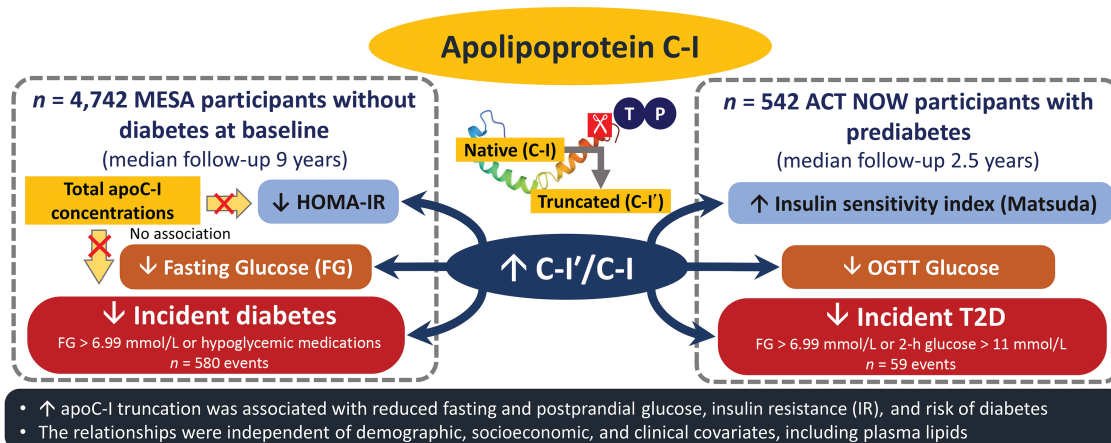 Apolipoprotein C-I
n = 4,742 MESA participants without
diabetes at baseline
(median follow-up 9 years)
Total apoC-I
concentrations
No association
↓ HOMA-IR
↓ Fasting Glucose (FG)
↓ Incident diabetes
FG > 6.99 mmol/L or hypoglycemic medications
n = 580 events
T P
Native (C-I)
Truncated (C-I′)
↑ C-I′/C-I
n = 542 ACT NOW participants with
prediabetes
(median follow-up 2.5 years)
↑ Insulin sensitivity index (Matsuda)
↓ OGTT Glucose
↓ Incident T2D
FG > 6.99 mmol/L or 2-h glucose > 11 mmol/L
n = 59 events
• ↑ apoC-I truncation was associated with reduced fasting and postprandial glucose, insulin resistance (IR), and risk of diabetes
• The relationships were independent of demographic, socioeconomic, and clinical covariates, including plasma lipids